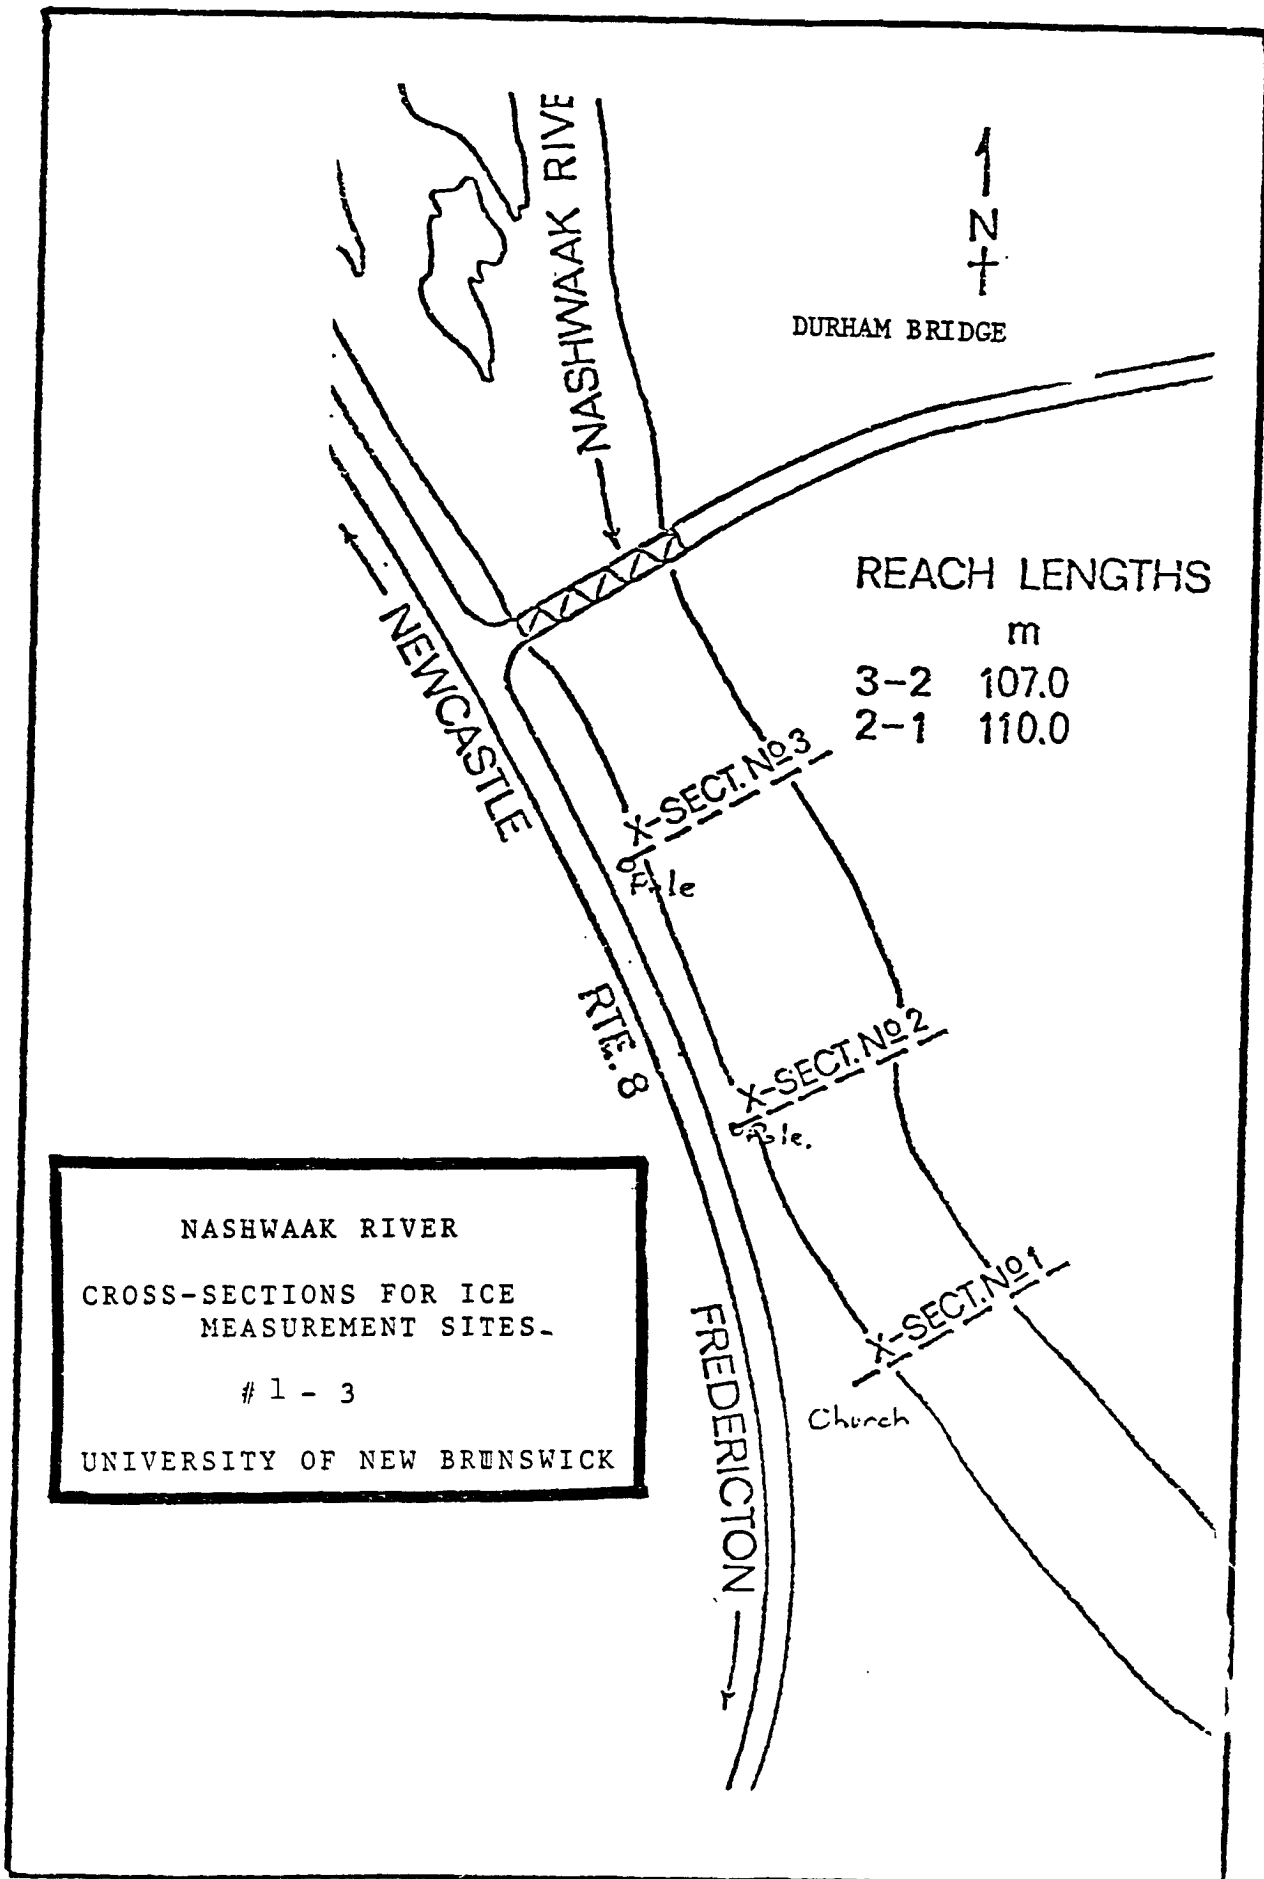 NASHWAAK RIVE
N
DURHAM BRIDGE
REACH LENGTHS
m
3-2 107.0
2-1 110.0
NEWCASTLE
X-SECT. Nº 3
RTE. 8
X-SECT. Nº 2
X-SECT. Nº 1
Church
FREDERICTON
NASHWAAK RIVER
CROSS-SECTIONS FOR ICE
MEASUREMENT SITES-
# 1 - 3
UNIVERSITY OF NEW BRUNSWICK